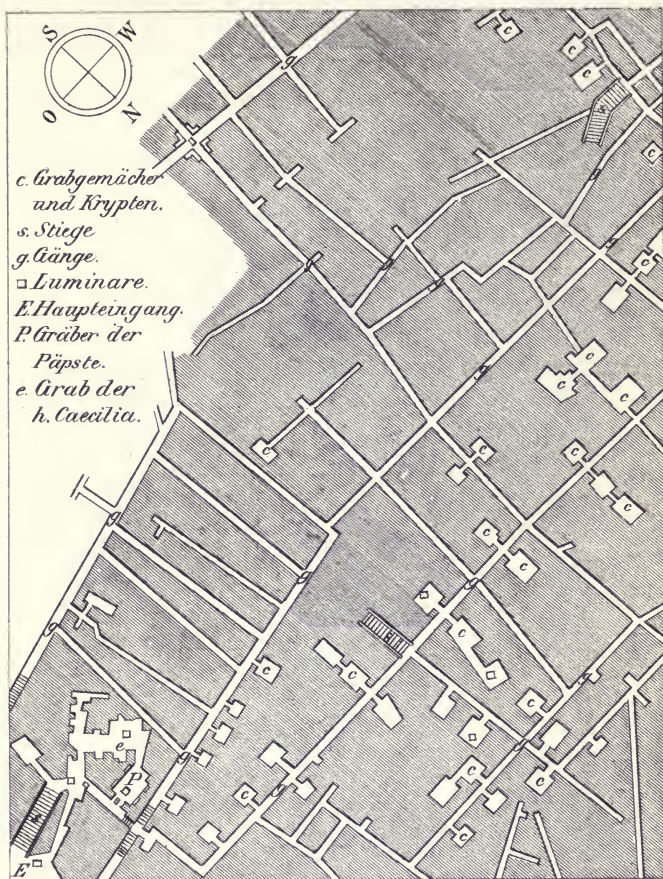 S W
O N
c. Grabgemächer
und Krypten.
s. Stiege
g. Gänge.
□ Luminare.
E. Haupteingang.
P. Gräber der
Päpste.
e. Grab der
h. Caecilia.
g
c
c
c
s
c
g
g
c
g
g
c
g
o
c
c
c
c
c
c
c
g
c
g
g
c
s
c
g
c
c
c
g
e
g
g
P
c
g
c
c
c
s
E